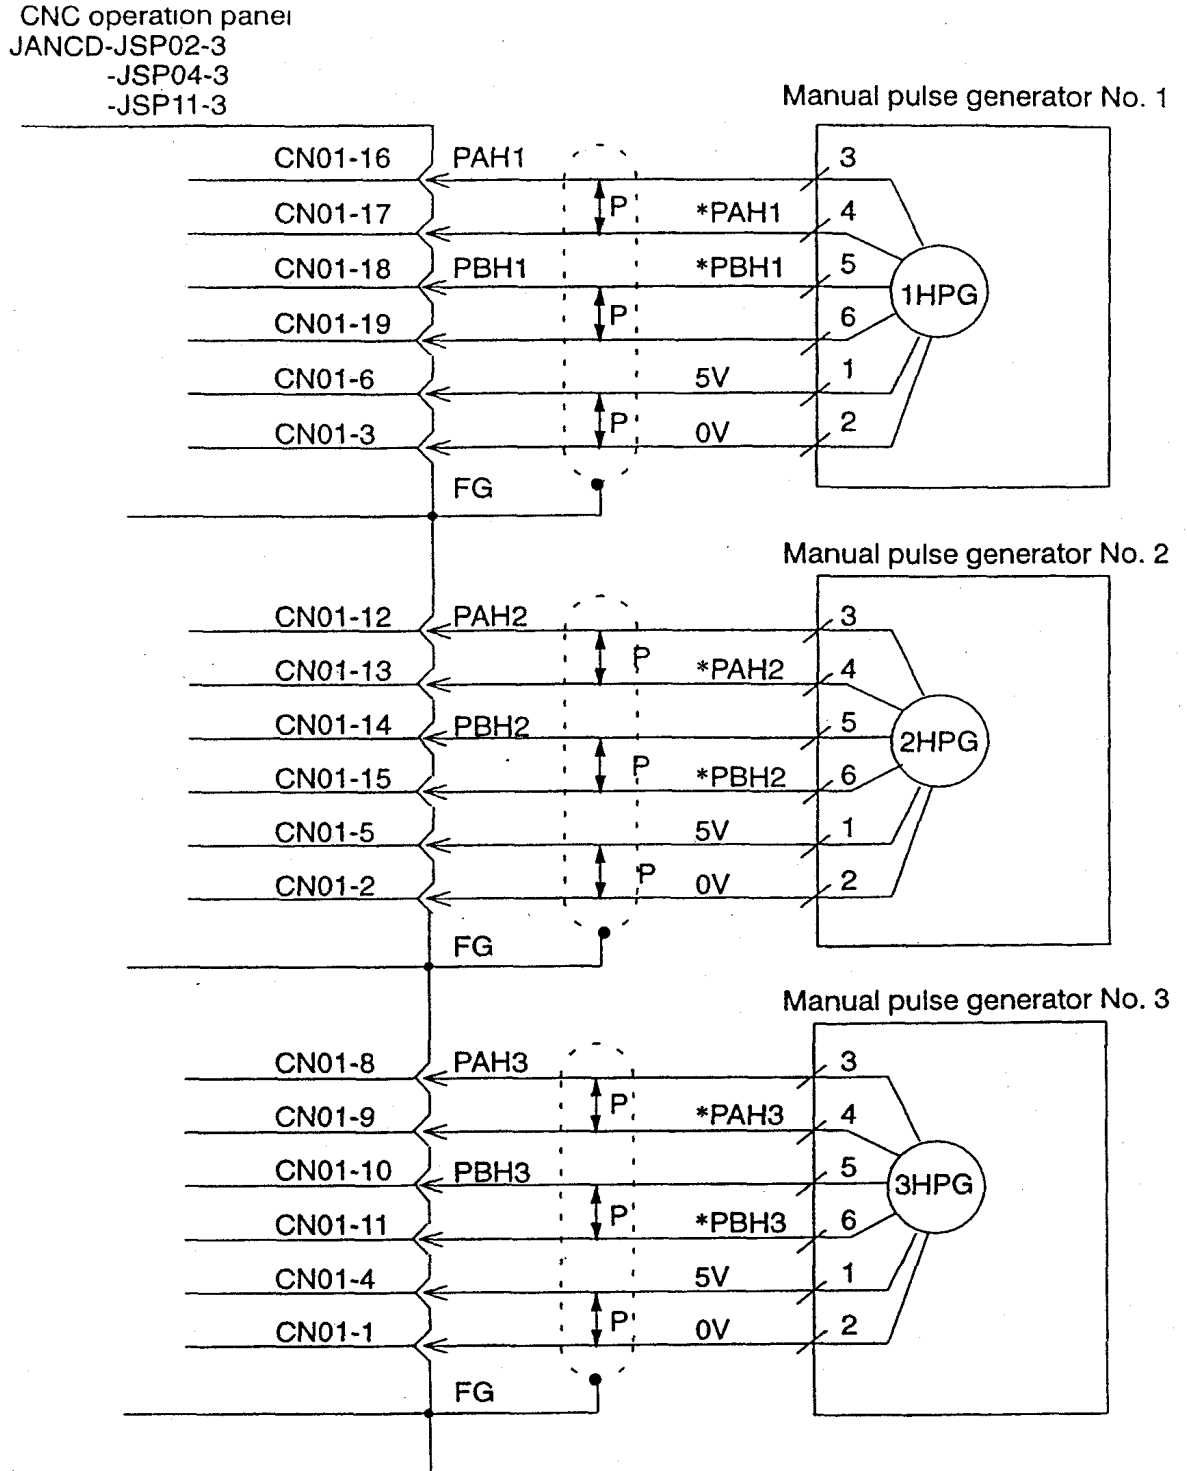 CNC operation panel
JANCD-JSP02-3
-JSP04-3
-JSP11-3
Manual pulse generator No. 1
CN01-16 PAH1 3
P
CN01-17 *PAH1 4
CN01-18 PBH1 *PBH1 5
1HPG
P
CN01-19 6
CN01-6 5V 1
P
CN01-3 0V 2
FG
Manual pulse generator No. 2
CN01-12 PAH2 3
P
CN01-13 *PAH2 4
CN01-14 PBH2 5
2HPG
P
CN01-15 *PBH2 6
CN01-5 5V 1
P
CN01-2 0V 2
FG
Manual pulse generator No. 3
CN01-8 PAH3 3
P
CN01-9 *PAH3 4
CN01-10 PBH3 5
3HPG
P
CN01-11 *PBH3 6
CN01-4 5V 1
P
CN01-1 0V 2
FG